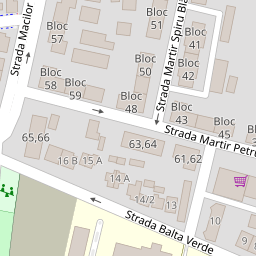 Strada Macilor
Bloc
57
Bloc
58
Bloc
59
Bloc
50
Bloc
48
Strada Martir Spiru Bla
Bloc
41
Bloc
42
Bloc
43
Bloc
45
Strada Martir Petru
65,66
16 B
15 A
63,64
61,62
14 A
14/2
13
10
9
Strada Balta Verde